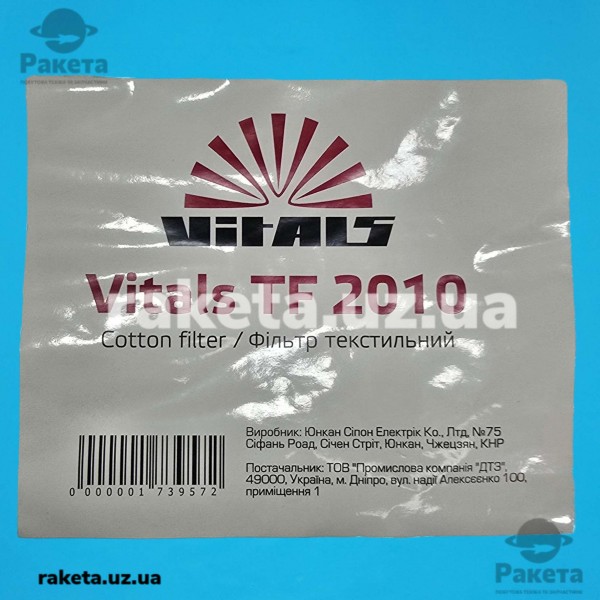 Ракета
Ракета
VitALS
Vitals TF 2010
raketa.uz.ua
Cotton filter / Фільтр текстильний
Виробник: Юнкан Сіпон Електрік Ко., Лтд, №75
Сіфань Роад, Січен Стріт, Юнкан, Чжецзян, КНР
Постачальник: ТОВ "Промислова компанія "ДТЗ",
49000, Україна, м. Дніпро, вул. надії Алексєєнко 100,
приміщення 1
0 000001 739572
raketa.uz.ua
Ракета